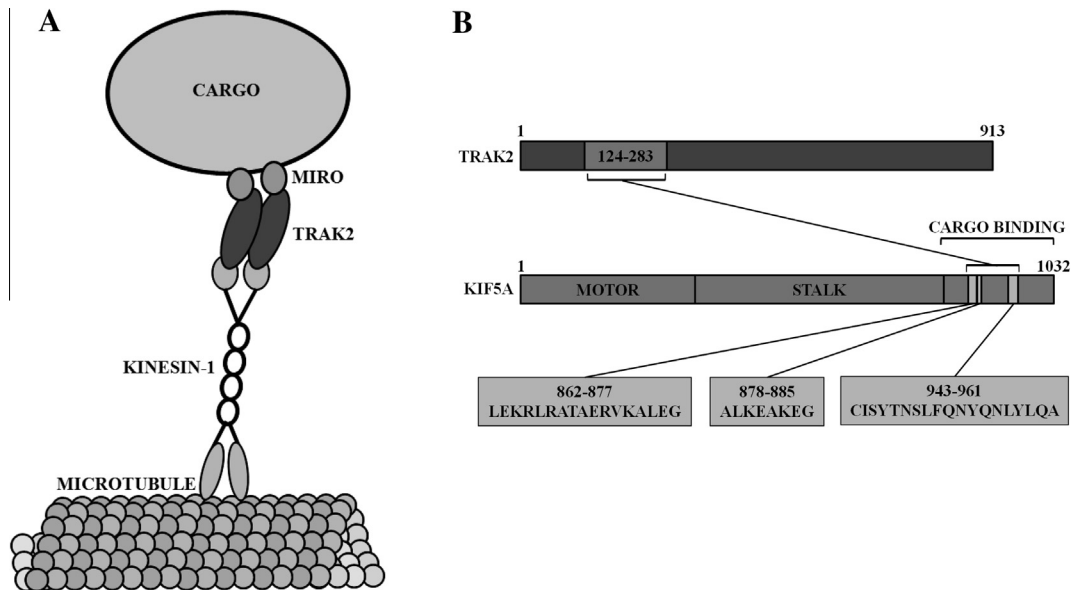 A
CARGO
MIRO
TRAK2
KINESIN-1
MICROTUBULE
B
1 913
TRAK2 124-283
CARGO BINDING
1 1032
KIF5A MOTOR STALK
862-877
LEKRLRATAERVKALEG
878-885
ALKEAKEG
943-961
CISYTNSLFQNYQNLYLQA